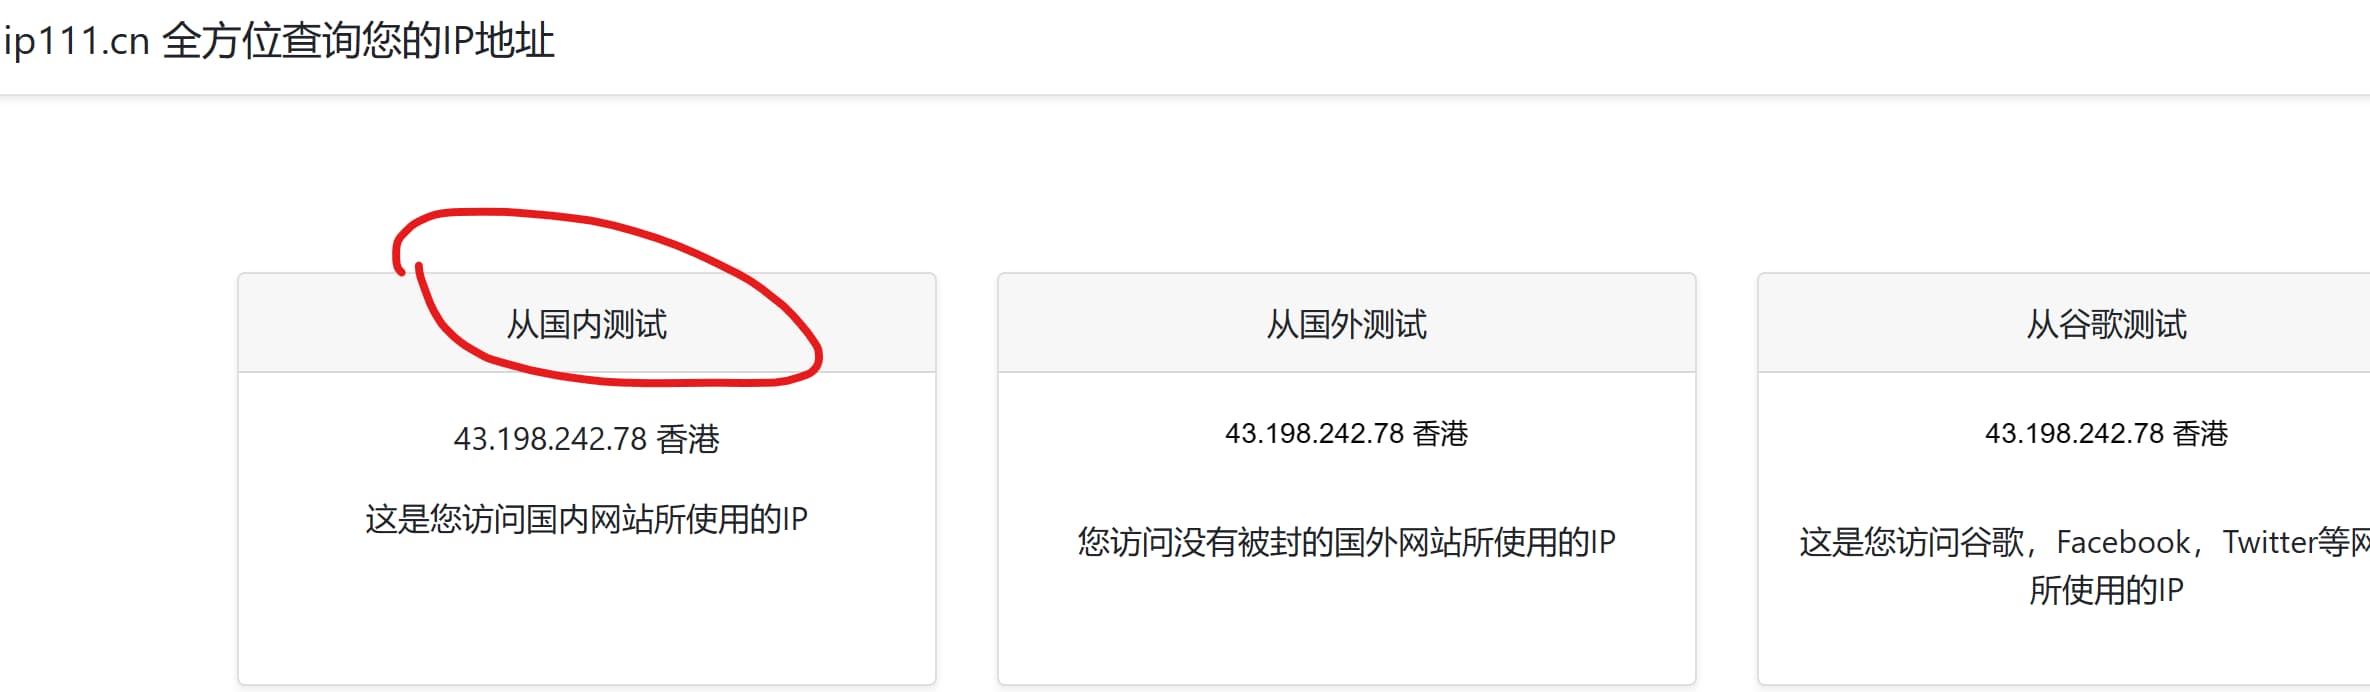 ip111.cn 全方位查询您的IP地址
从国内测试
43.198.242.78 香港
这是您访问国内网站所使用的IP
从国外测试
43.198.242.78 香港
您访问没有被封的国外网站所使用的IP
从谷歌测试
43.198.242.78 香港
这是您访问谷歌，Facebook，Twitter等网
所使用的IP